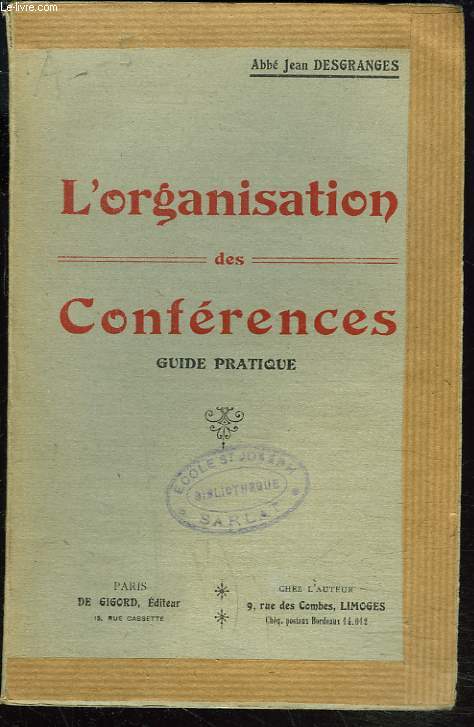 Le-livre.com
Abbé Jean DESGRANGES
L'organisation
des
Conférences
GUIDE PRATIQUE
ECOLE ST JOSEPH
BIBLIOTHEQUE
SARLAT
PARIS
DE GIGORD, Éditeur
15, RUE CASSETTE
CHEZ L'AUTEUR
9, rue des Combes, LIMOGES
Chèq. postaux Bordeaux 14.012